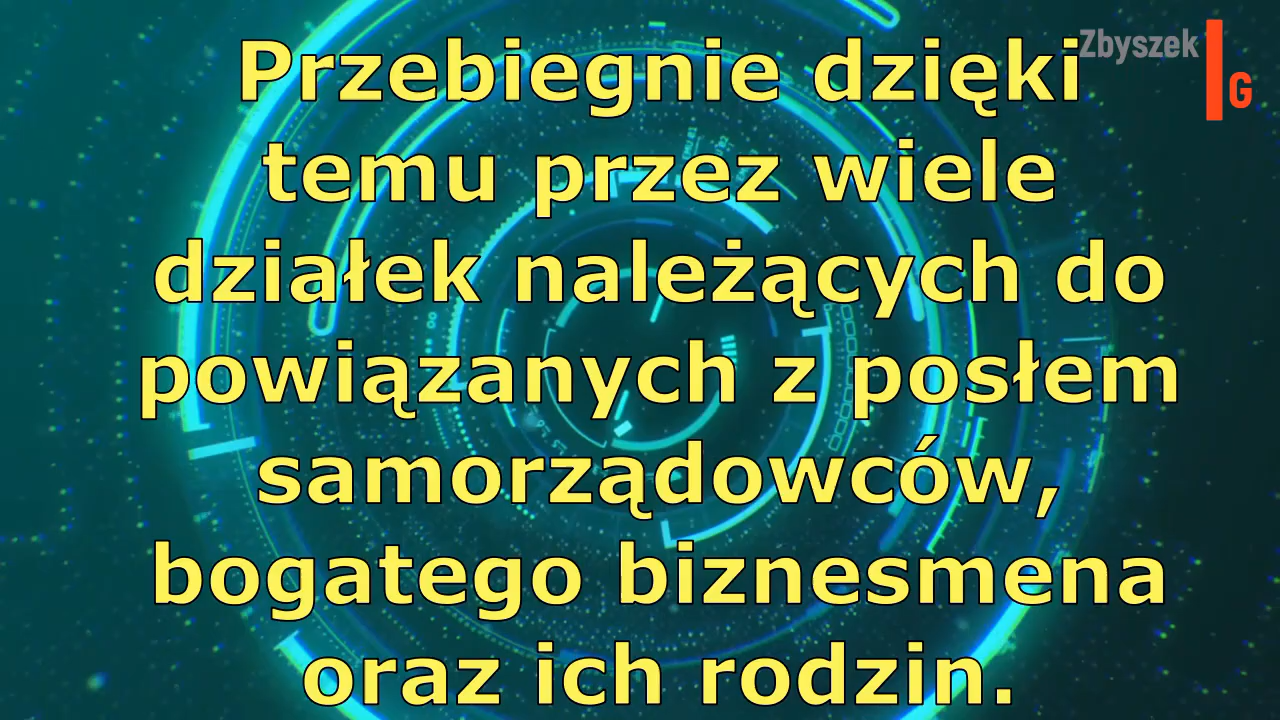 Przebiegnie dzięki
temu przez wiele
działek należących do
powiązanych z posłem
samorządowców,
bogatego biznesmena
oraz ich rodzin.
Zbyszek
G